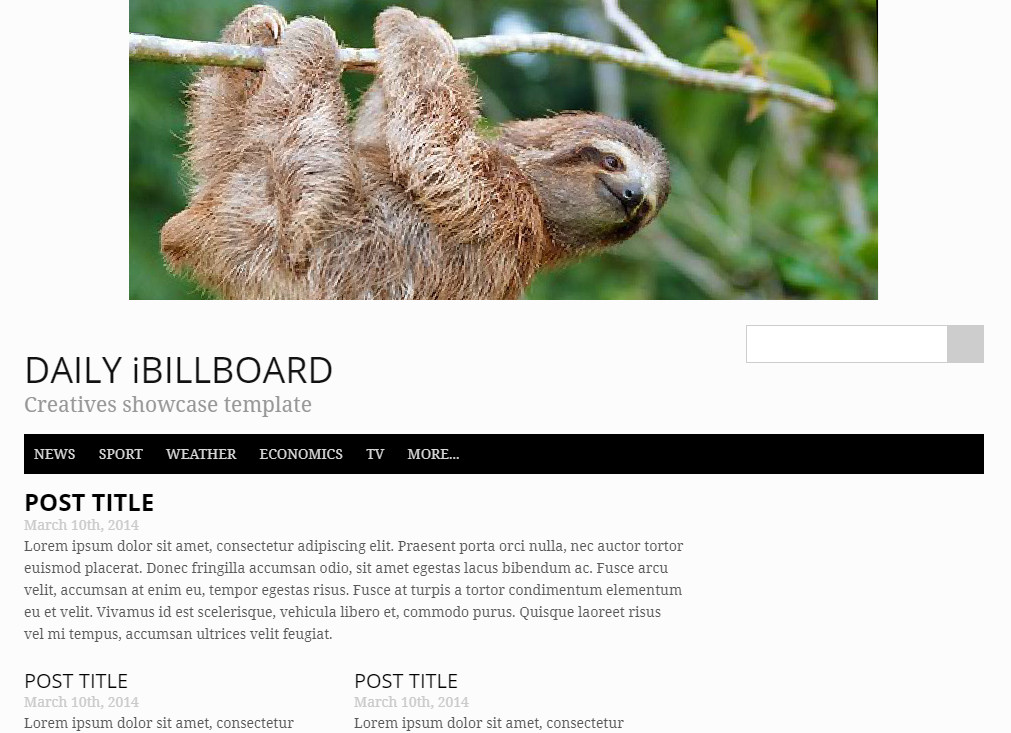 DAILY iBILLBOARD
Creatives showcase template
NEWS SPORT WEATHER ECONOMICS TV MORE...
POST TITLE
March 10th, 2014
Lorem ipsum dolor sit amet, consectetur adipiscing elit. Praesent porta orci nulla, nec auctor tortor
euismod placerat. Donec fringilla accumsan odio, sit amet egestas lacus bibendum ac. Fusce arcu
velit, accumsan at enim eu, tempor egestas risus. Fusce at turpis a tortor condimentum elementum
eu et velit. Vivamus id est scelerisque, vehicula libero et, commodo purus. Quisque laoreet risus
vel mi tempus, accumsan ultrices velit feugiat.
POST TITLE
March 10th, 2014
Lorem ipsum dolor sit amet, consectetur
POST TITLE
March 10th, 2014
Lorem ipsum dolor sit amet, consectetur